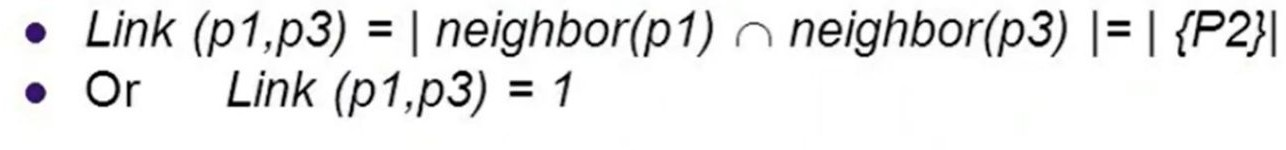 • Link (p1,p3) = | neighbor(p1) ∩ neighbor(p3) |= | {P2}|
• Or Link (p1,p3) = 1